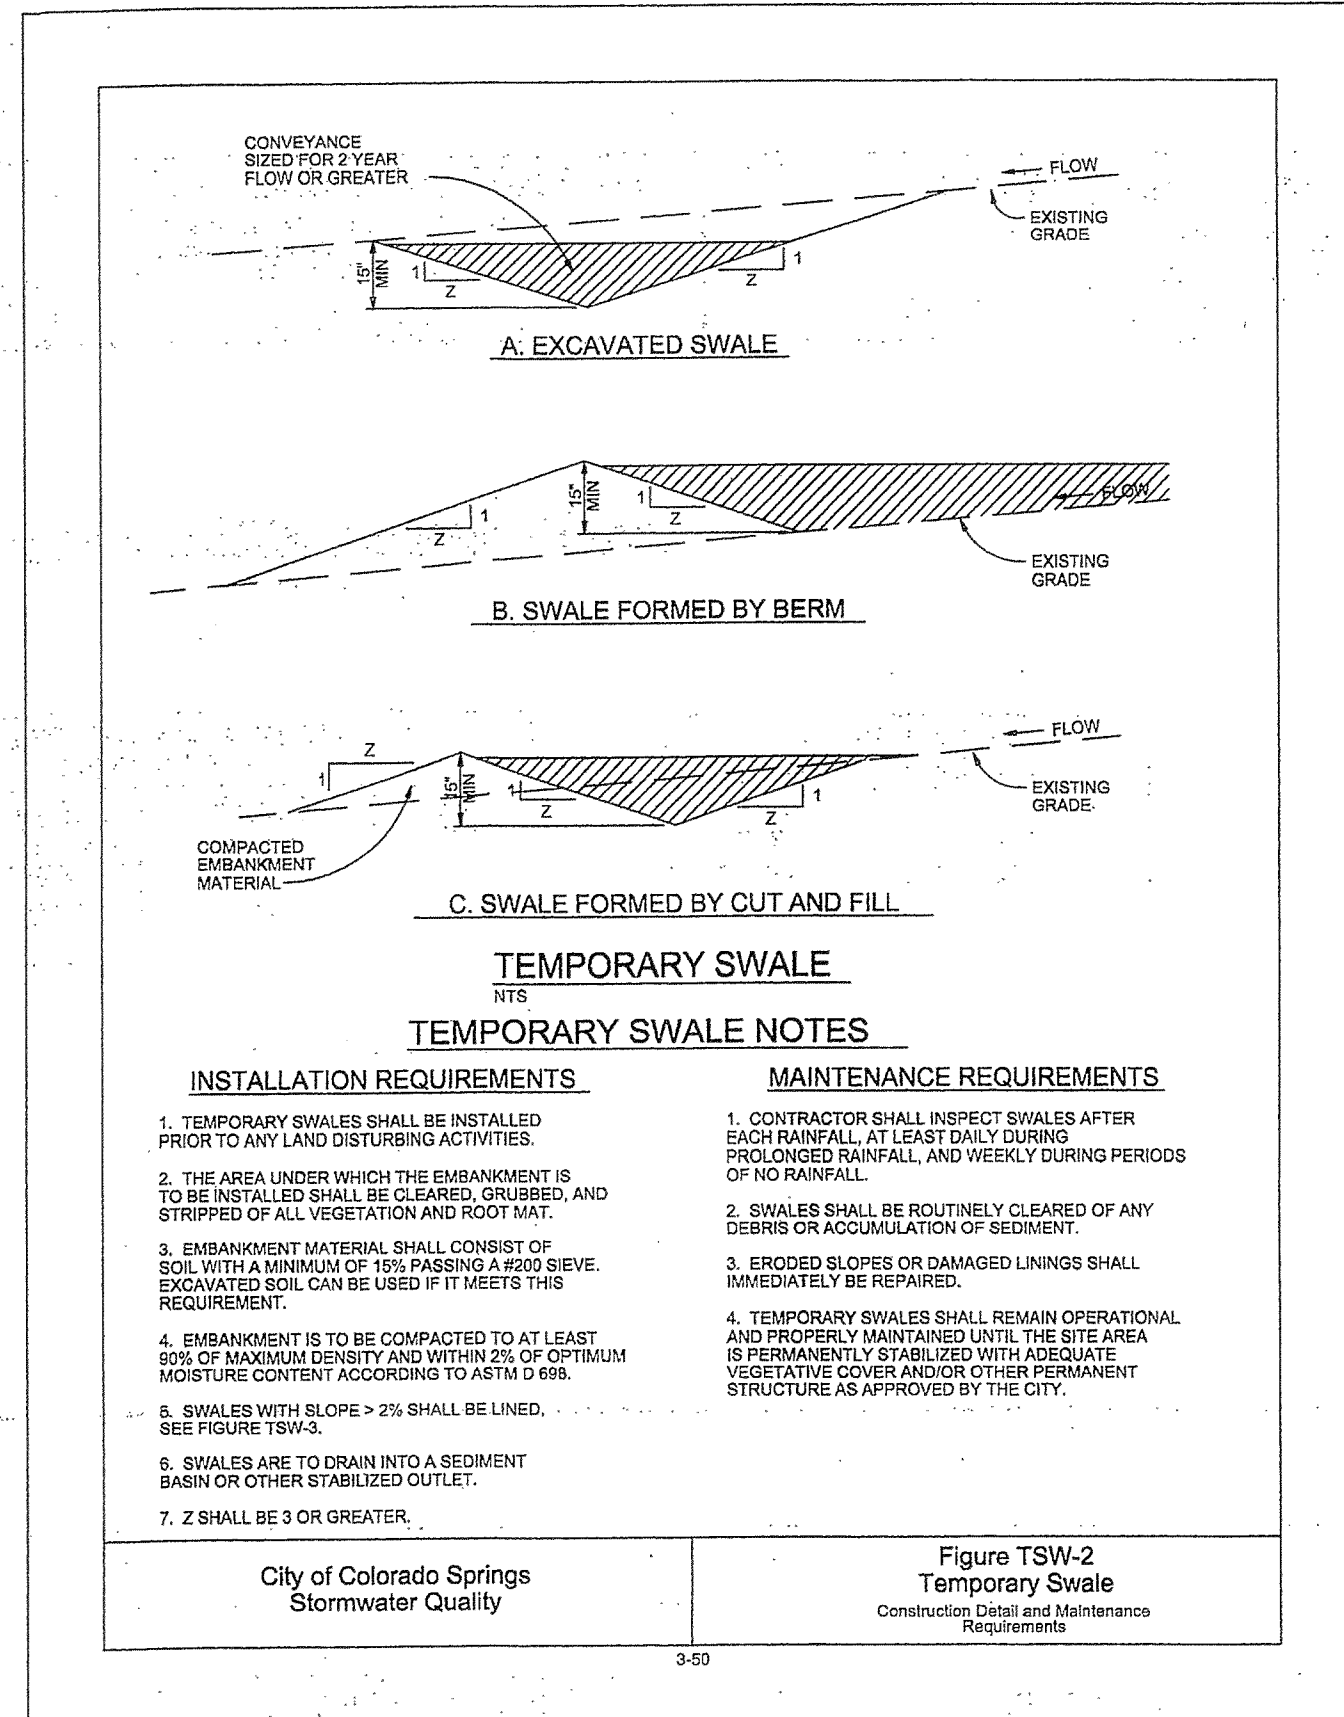 CONVEYANCE
SIZED FOR 2 YEAR
FLOW OR GREATER
FLOW
EXISTING
GRADE
15"
MIN
1
Z
1
Z
A. EXCAVATED SWALE
15"
MIN
1
Z
1
Z
FLOW
EXISTING
GRADE
B. SWALE FORMED BY BERM
FLOW
Z
1
15"
MIN
1
Z
1
Z
EXISTING
GRADE
COMPACTED
EMBANKMENT
MATERIAL
C. SWALE FORMED BY CUT AND FILL
TEMPORARY SWALE
NTS
TEMPORARY SWALE NOTES
INSTALLATION REQUIREMENTS
1. TEMPORARY SWALES SHALL BE INSTALLED
PRIOR TO ANY LAND DISTURBING ACTIVITIES.
2. THE AREA UNDER WHICH THE EMBANKMENT IS
TO BE INSTALLED SHALL BE CLEARED, GRUBBED, AND
STRIPPED OF ALL VEGETATION AND ROOT MAT.
3. EMBANKMENT MATERIAL SHALL CONSIST OF
SOIL WITH A MINIMUM OF 15% PASSING A #200 SIEVE.
EXCAVATED SOIL CAN BE USED IF IT MEETS THIS
REQUIREMENT.
4. EMBANKMENT IS TO BE COMPACTED TO AT LEAST
90% OF MAXIMUM DENSITY AND WITHIN 2% OF OPTIMUM
MOISTURE CONTENT ACCORDING TO ASTM D 698.
5. SWALES WITH SLOPE > 2% SHALL BE LINED,
SEE FIGURE TSW-3.
6. SWALES ARE TO DRAIN INTO A SEDIMENT
BASIN OR OTHER STABILIZED OUTLET.
7. Z SHALL BE 3 OR GREATER.
MAINTENANCE REQUIREMENTS
1. CONTRACTOR SHALL INSPECT SWALES AFTER
EACH RAINFALL, AT LEAST DAILY DURING
PROLONGED RAINFALL, AND WEEKLY DURING PERIODS
OF NO RAINFALL.
2. SWALES SHALL BE ROUTINELY CLEARED OF ANY
DEBRIS OR ACCUMULATION OF SEDIMENT.
3. ERODED SLOPES OR DAMAGED LININGS SHALL
IMMEDIATELY BE REPAIRED.
4. TEMPORARY SWALES SHALL REMAIN OPERATIONAL
AND PROPERLY MAINTAINED UNTIL THE SITE AREA
IS PERMANENTLY STABILIZED WITH ADEQUATE
VEGETATIVE COVER AND/OR OTHER PERMANENT
STRUCTURE AS APPROVED BY THE CITY.
City of Colorado Springs
Stormwater Quality
Figure TSW-2
Temporary Swale
Construction Detail and Maintenance
Requirements
3-50